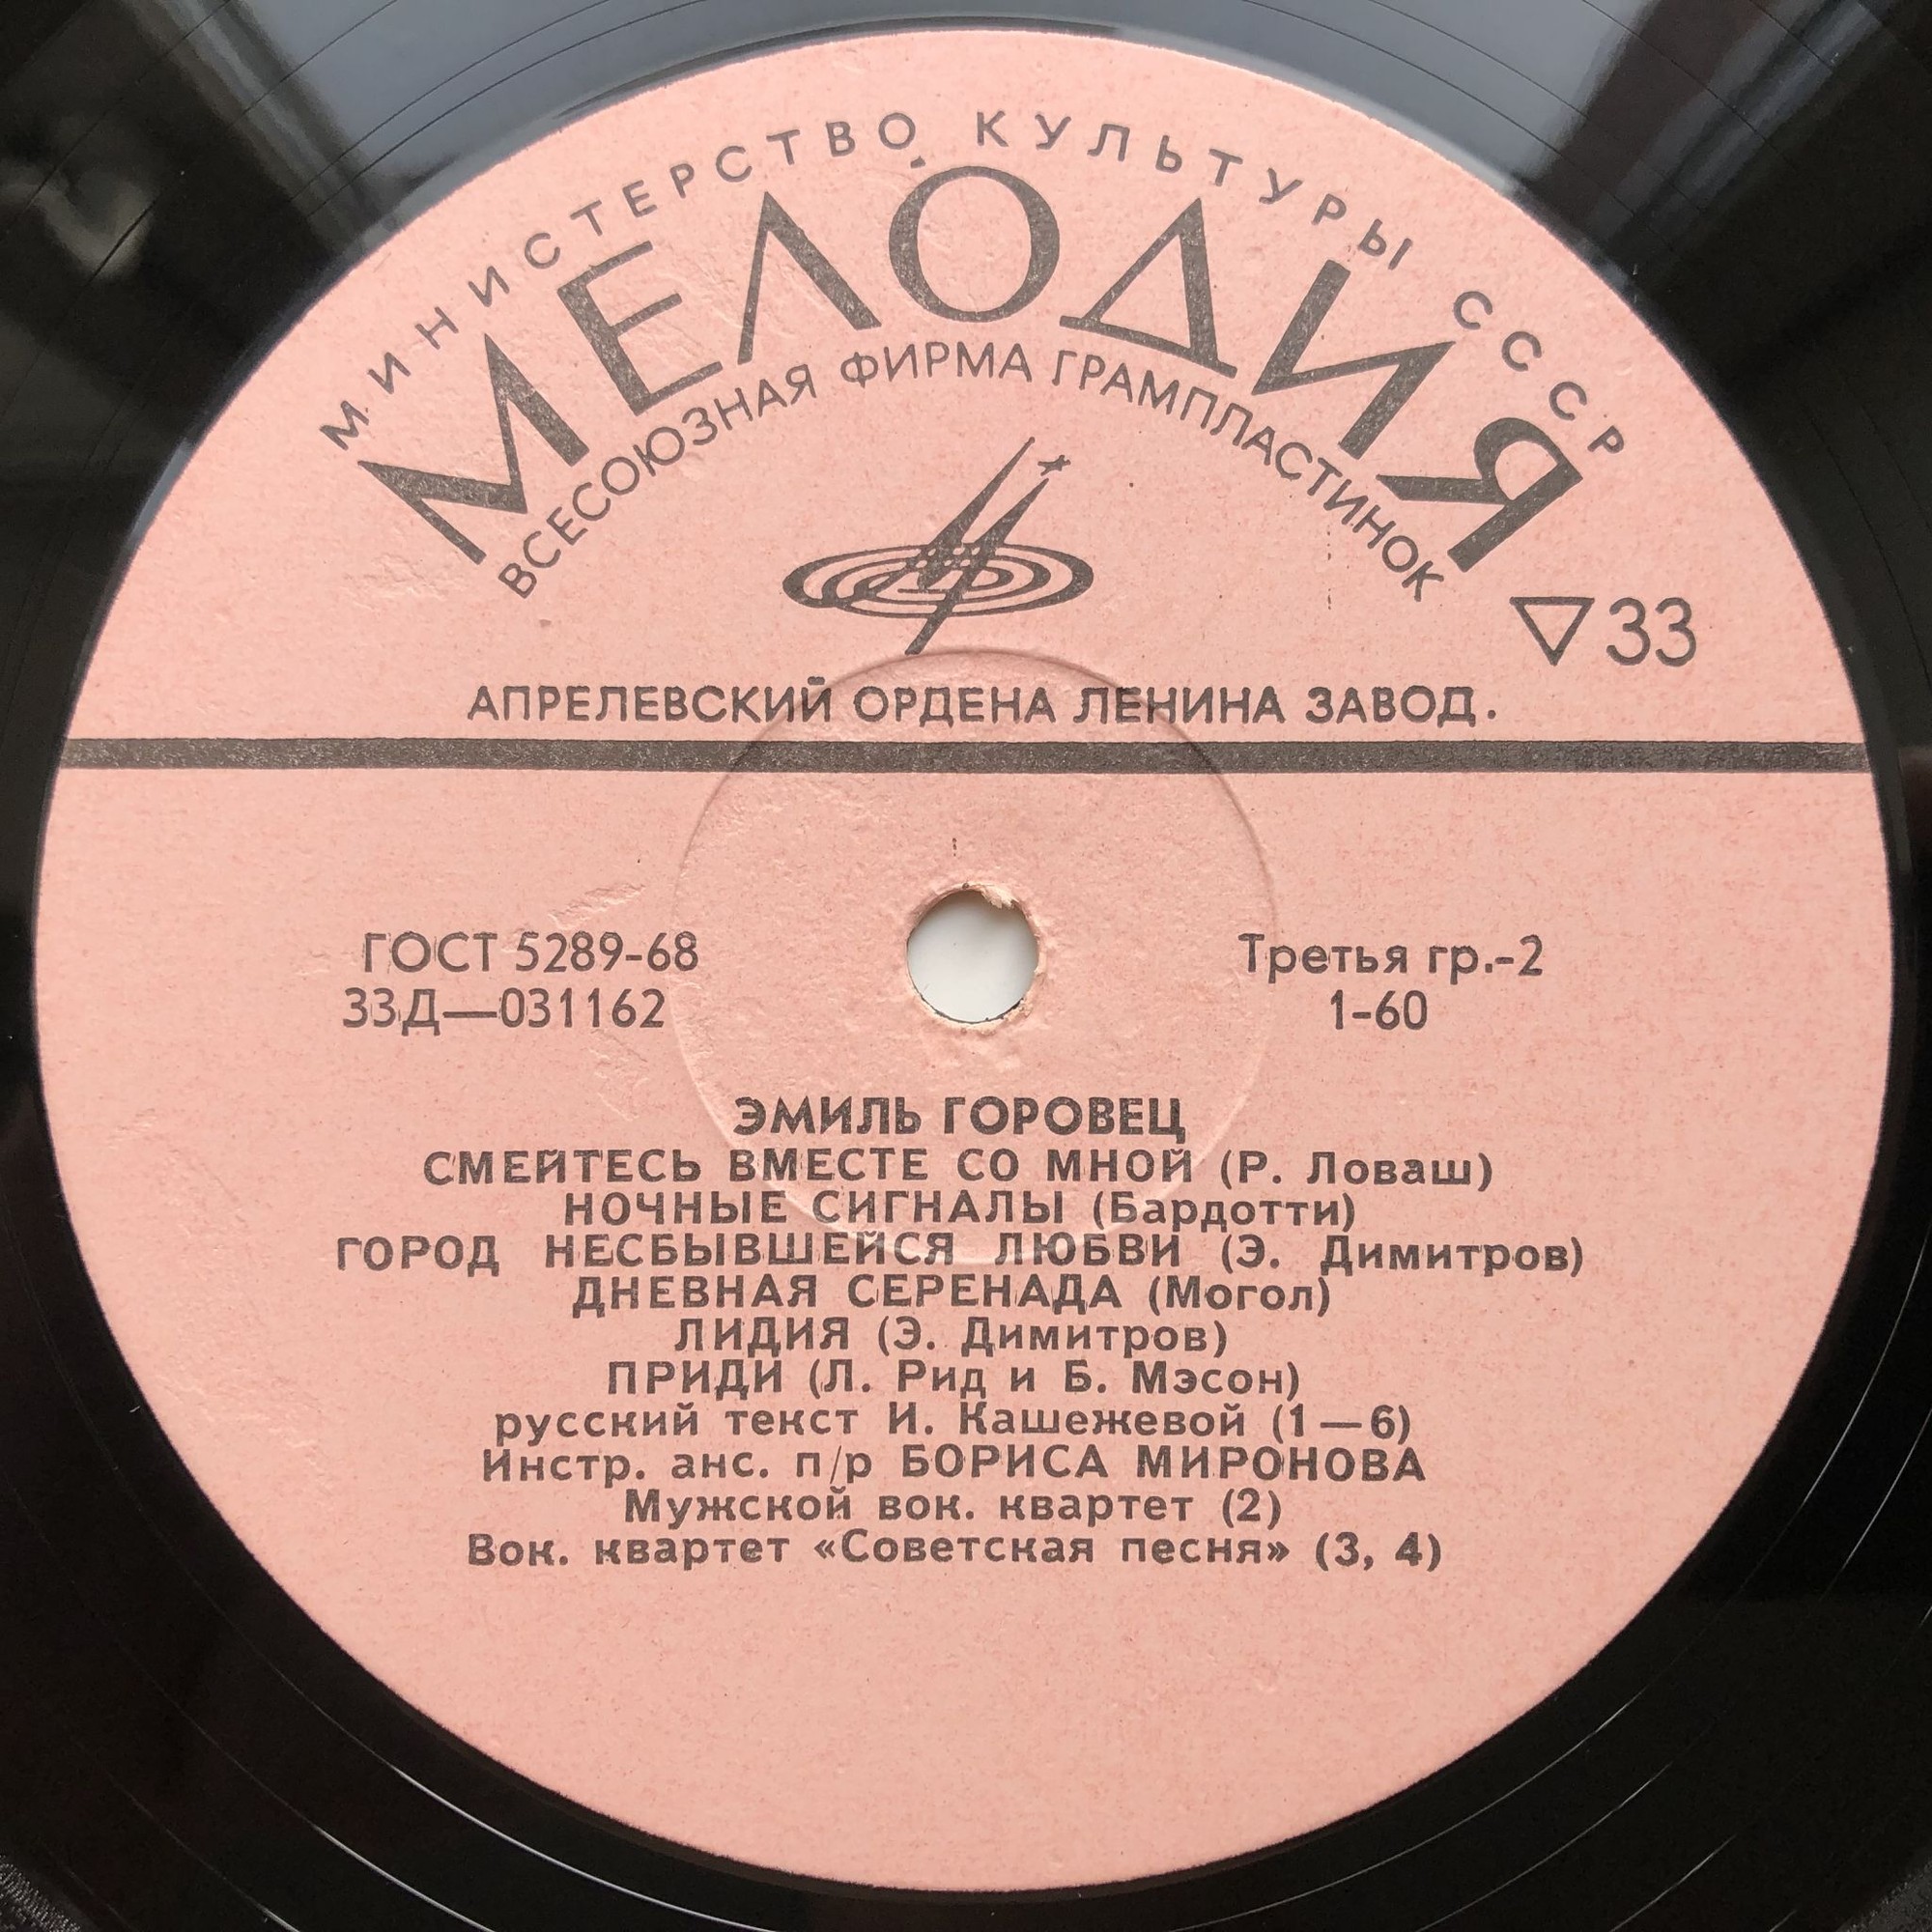 МИНИСТЕРСТВО КУЛЬТУРЫ СССР
МЕЛОДИЯ
ВСЕСОЮЗНАЯ ФИРМА ГРАМПЛАСТИНОК
▽33
АПРЕЛЕВСКИЙ ОРДЕНА ЛЕНИНА ЗАВОД.
ГОСТ 5289-68
33Д—031162
Третья гр.-2
1-60
ЭМИЛЬ ГОРОВЕЦ
СМЕЙТЕСЬ ВМЕСТЕ СО МНОЙ (Р. Ловаш)
НОЧНЫЕ СИГНАЛЫ (Бардотти)
ГОРОД НЕСБЫВШЕЙСЯ ЛЮБВИ (Э. Димитров)
ДНЕВНАЯ СЕРЕНАДА (Могол)
ЛИДИЯ (Э. Димитров)
ПРИДИ (Л. Рид и Б. Мэсон)
русский текст И. Кашежевой (1—6)
Инстр. анс. п/р БОРИСА МИРОНОВА
Мужской вок. квартет (2)
Вок. квартет «Советская песня» (3, 4)